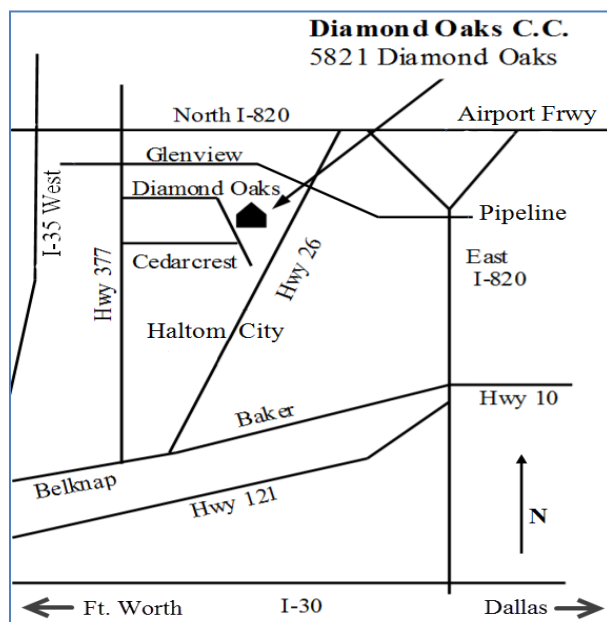 Diamond Oaks C.C.
5821 Diamond Oaks
North I-820
Airport Frwy
Glenview
Diamond Oaks
I-35 West
Pipeline
Cedarcrest
East
I-820
Hwy 377
Hwy 26
Haltom City
Hwy 10
Baker
Belknap
Hwy 121
N
Ft. Worth
I-30
Dallas